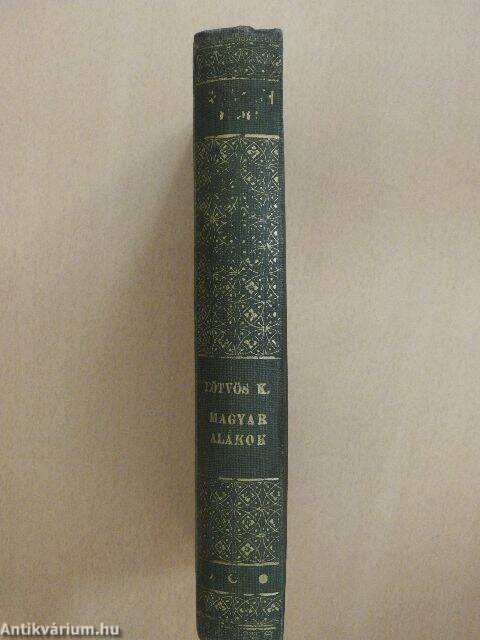 EÖTVÖS K.
MAGYAR
ALAKOK
Antikvárium.hu